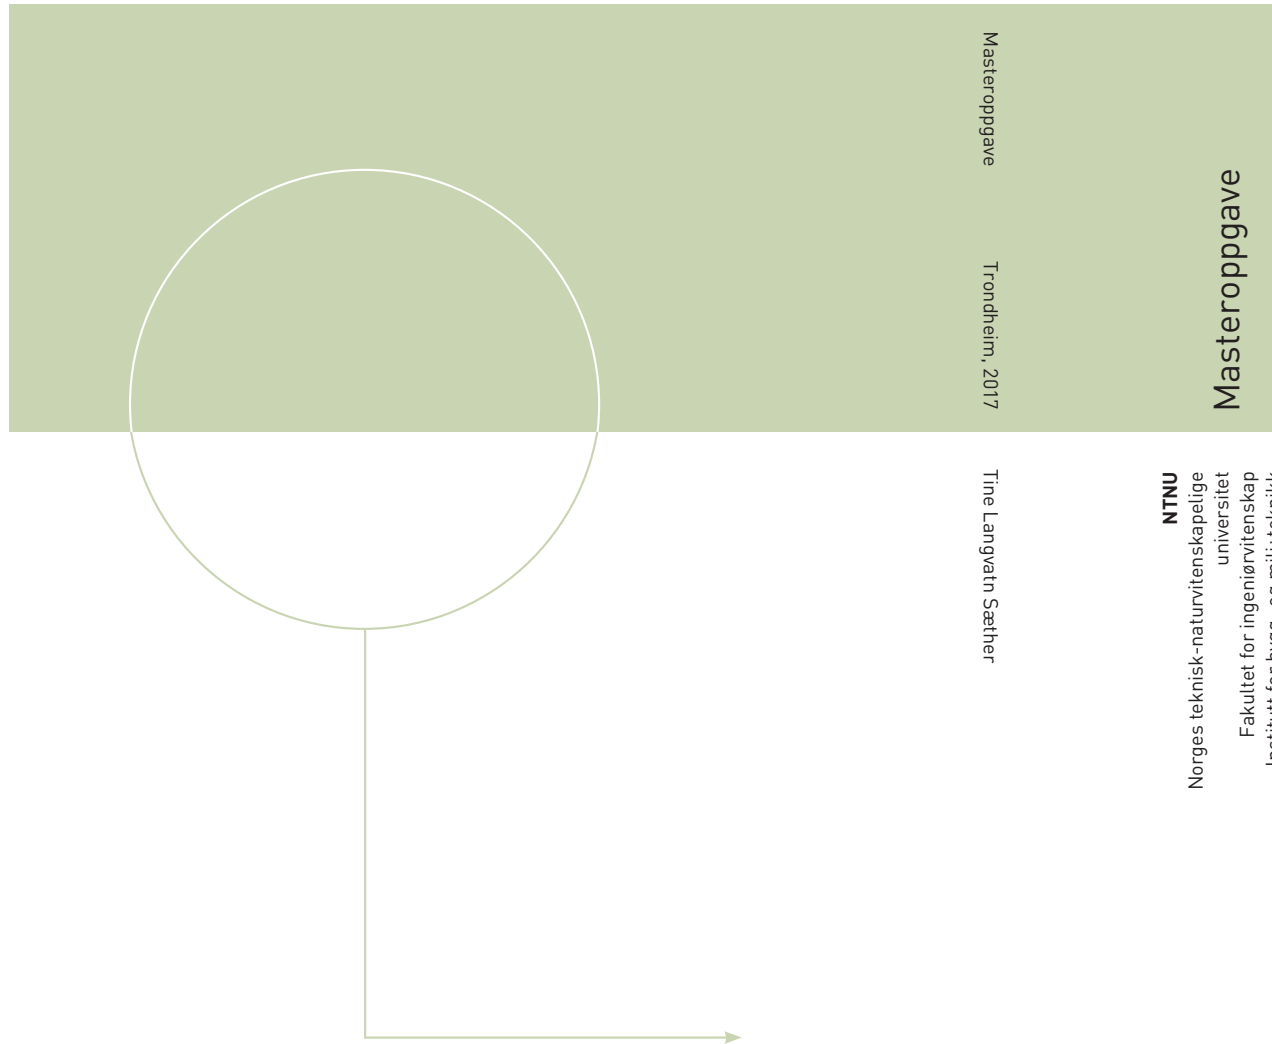 Masteroppgave
Trondheim, 2017
Tine Langvatn Sæther
Masteroppgave
NTNU
Norges teknisk-naturvitenskapelige
universitet
Fakultet for ingeniørvitenskap